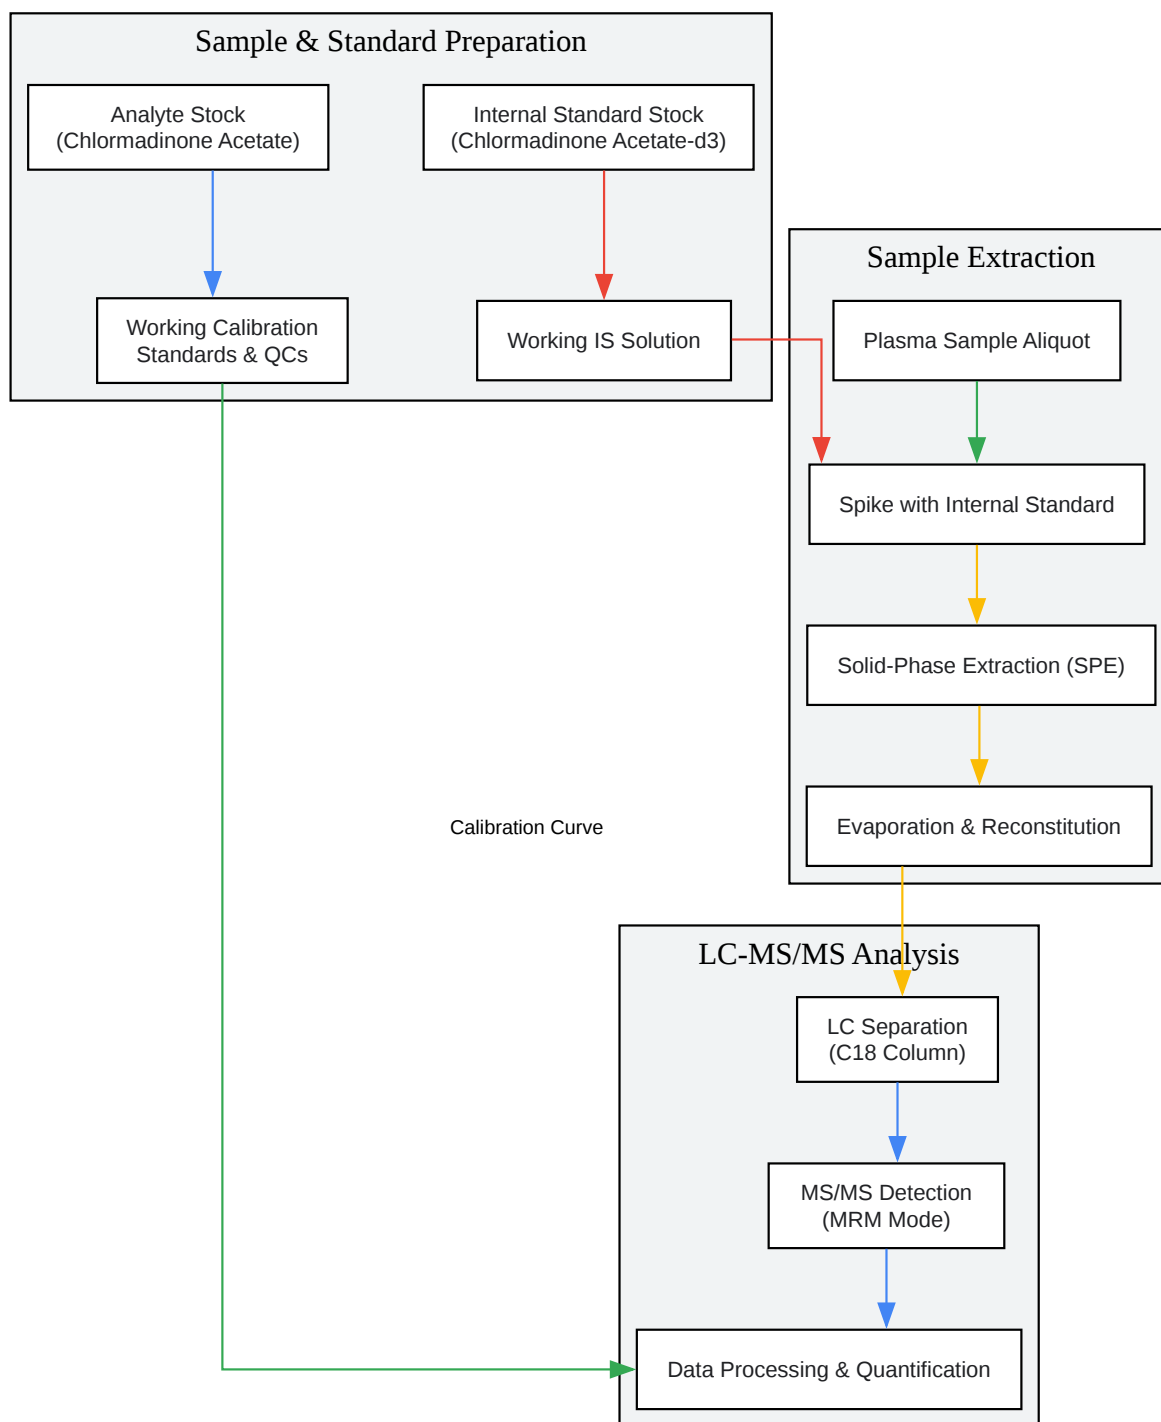 Sample & Standard Preparation
Analyte Stock
(Chlormadinone Acetate)
Internal Standard Stock
(Chlormadinone Acetate-d3)
Working Calibration
Standards & QCs
Working IS Solution
Sample Extraction
Plasma Sample Aliquot
Spike with Internal Standard
Solid-Phase Extraction (SPE)
Evaporation & Reconstitution
Calibration Curve
LC-MS/MS Analysis
LC Separation
(C18 Column)
MS/MS Detection
(MRM Mode)
Data Processing & Quantification